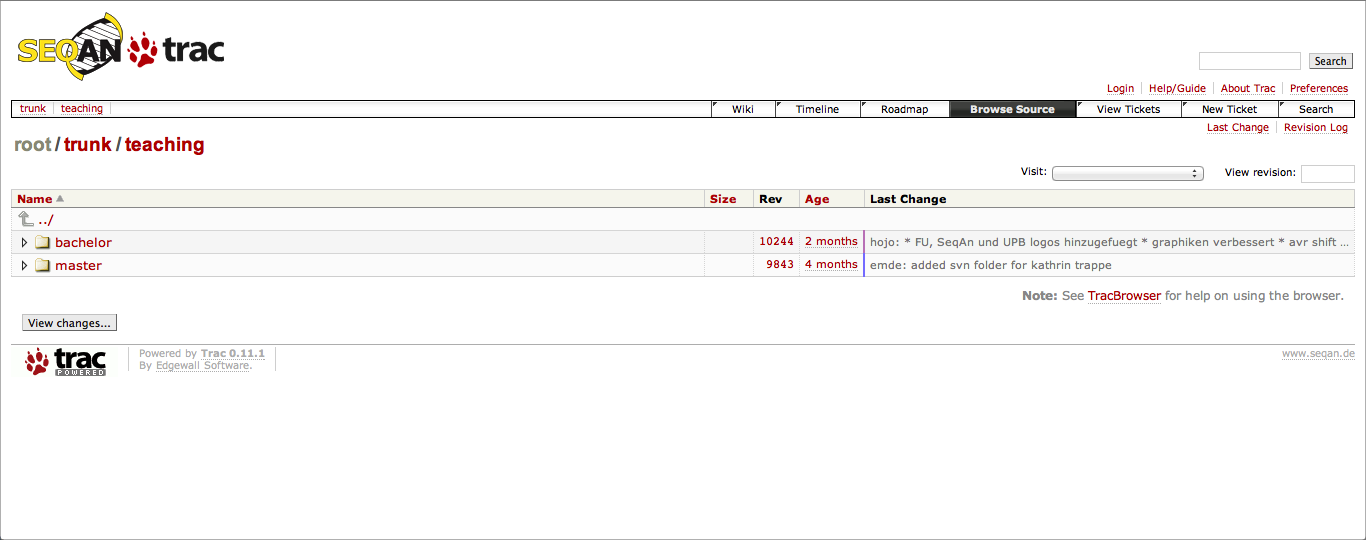 SEQAN trac
Search
Login Help/Guide About Trac Preferences
trunk teaching Wiki Timeline Roadmap Browse Source View Tickets New Ticket Search
Last Change Revision Log
root / trunk / teaching
Visit: View revision:
Name Size Rev Age Last Change
../
bachelor 10244 2 months hojo: * FU, SeqAn und UPB logos hinzugefuegt * graphiken verbessert * avr shift ...
master 9843 4 months emde: added svn folder for kathrin trappe
Note: See TracBrowser for help on using the browser.
View changes...
trac POWERED
Powered by Trac 0.11.1
By Edgewall Software.
www.seqan.de